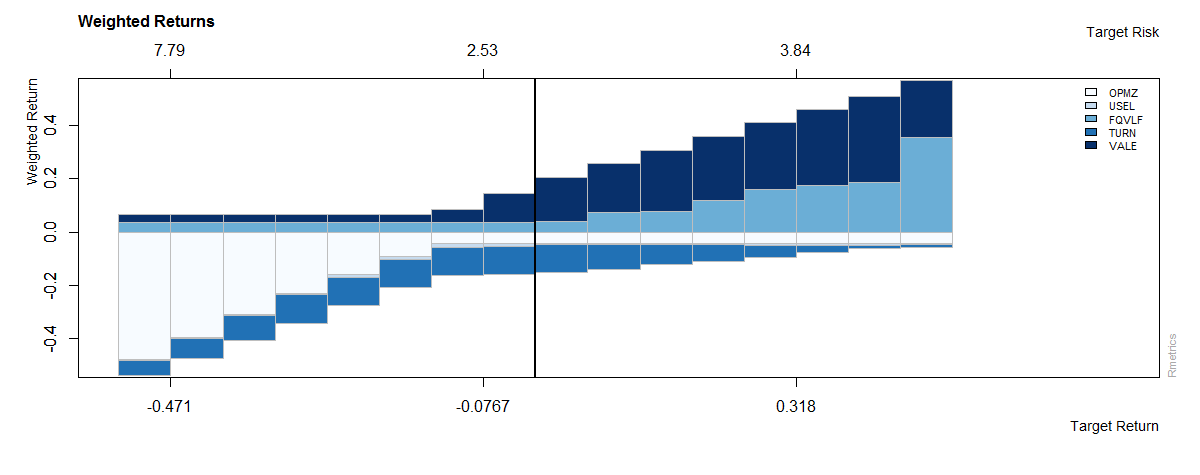 Weighted Returns
Target Risk
7.79 2.53 3.84
Weighted Return
0.4
0.2
0.0
-0.2
-0.4
OPMZ
USEL
FQVLF
TURN
VALE
Rmetrics
-0.471 -0.0767 0.318
Target Return